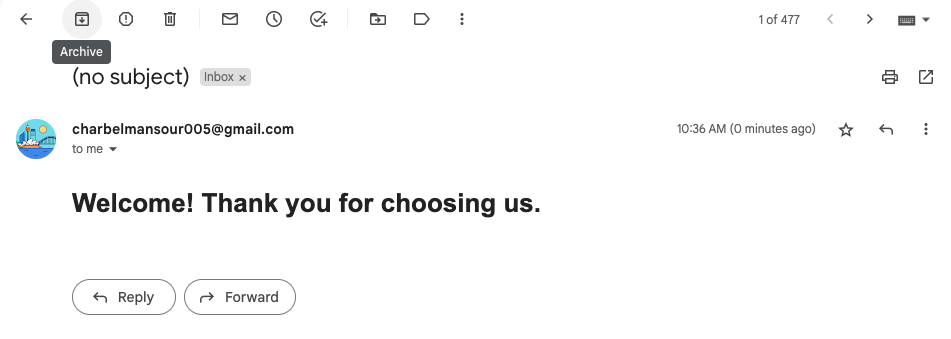 1 of 477
Archive
(no subject)
Inbox ×
charbelmansour005@gmail.com
10:36 AM (0 minutes ago)
to me
Welcome! Thank you for choosing us.
Reply
Forward